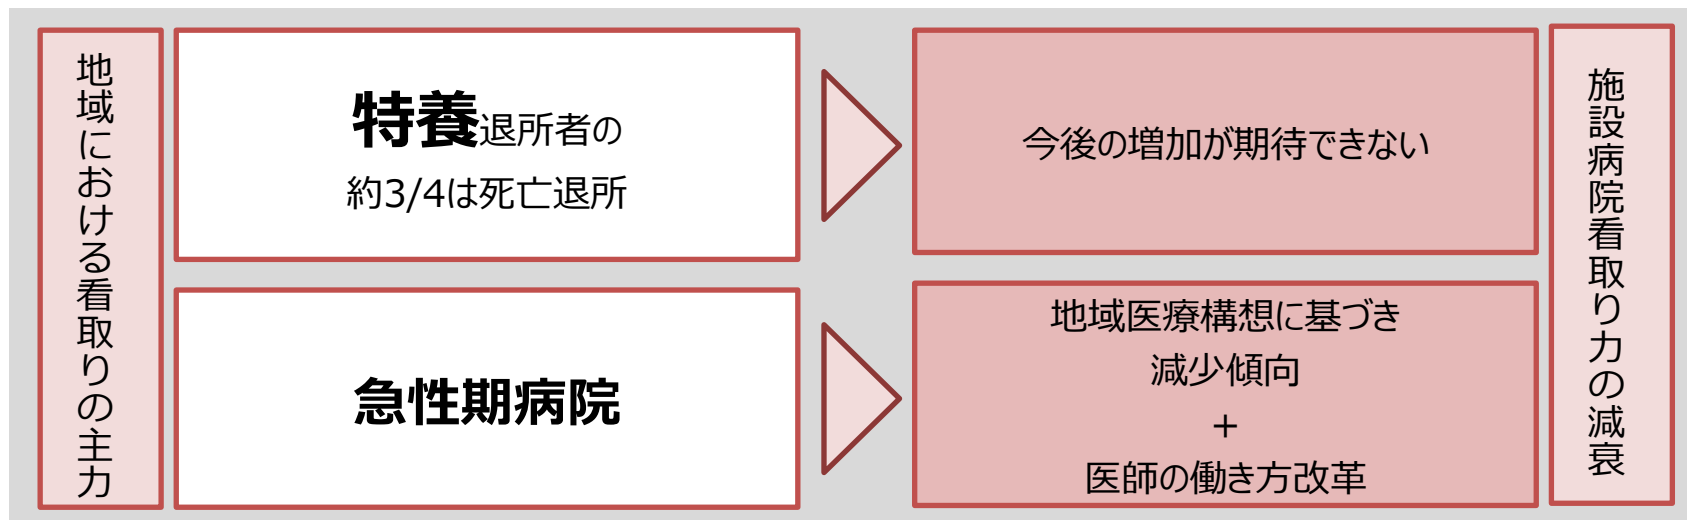 地域における看取りの主力
特養退所者の
約3/4は死亡退所
今後の増加が期待できない
急性期病院
地域医療構想に基づき
減少傾向
+
医師の働き方改革
施設病院看取り力の減衰